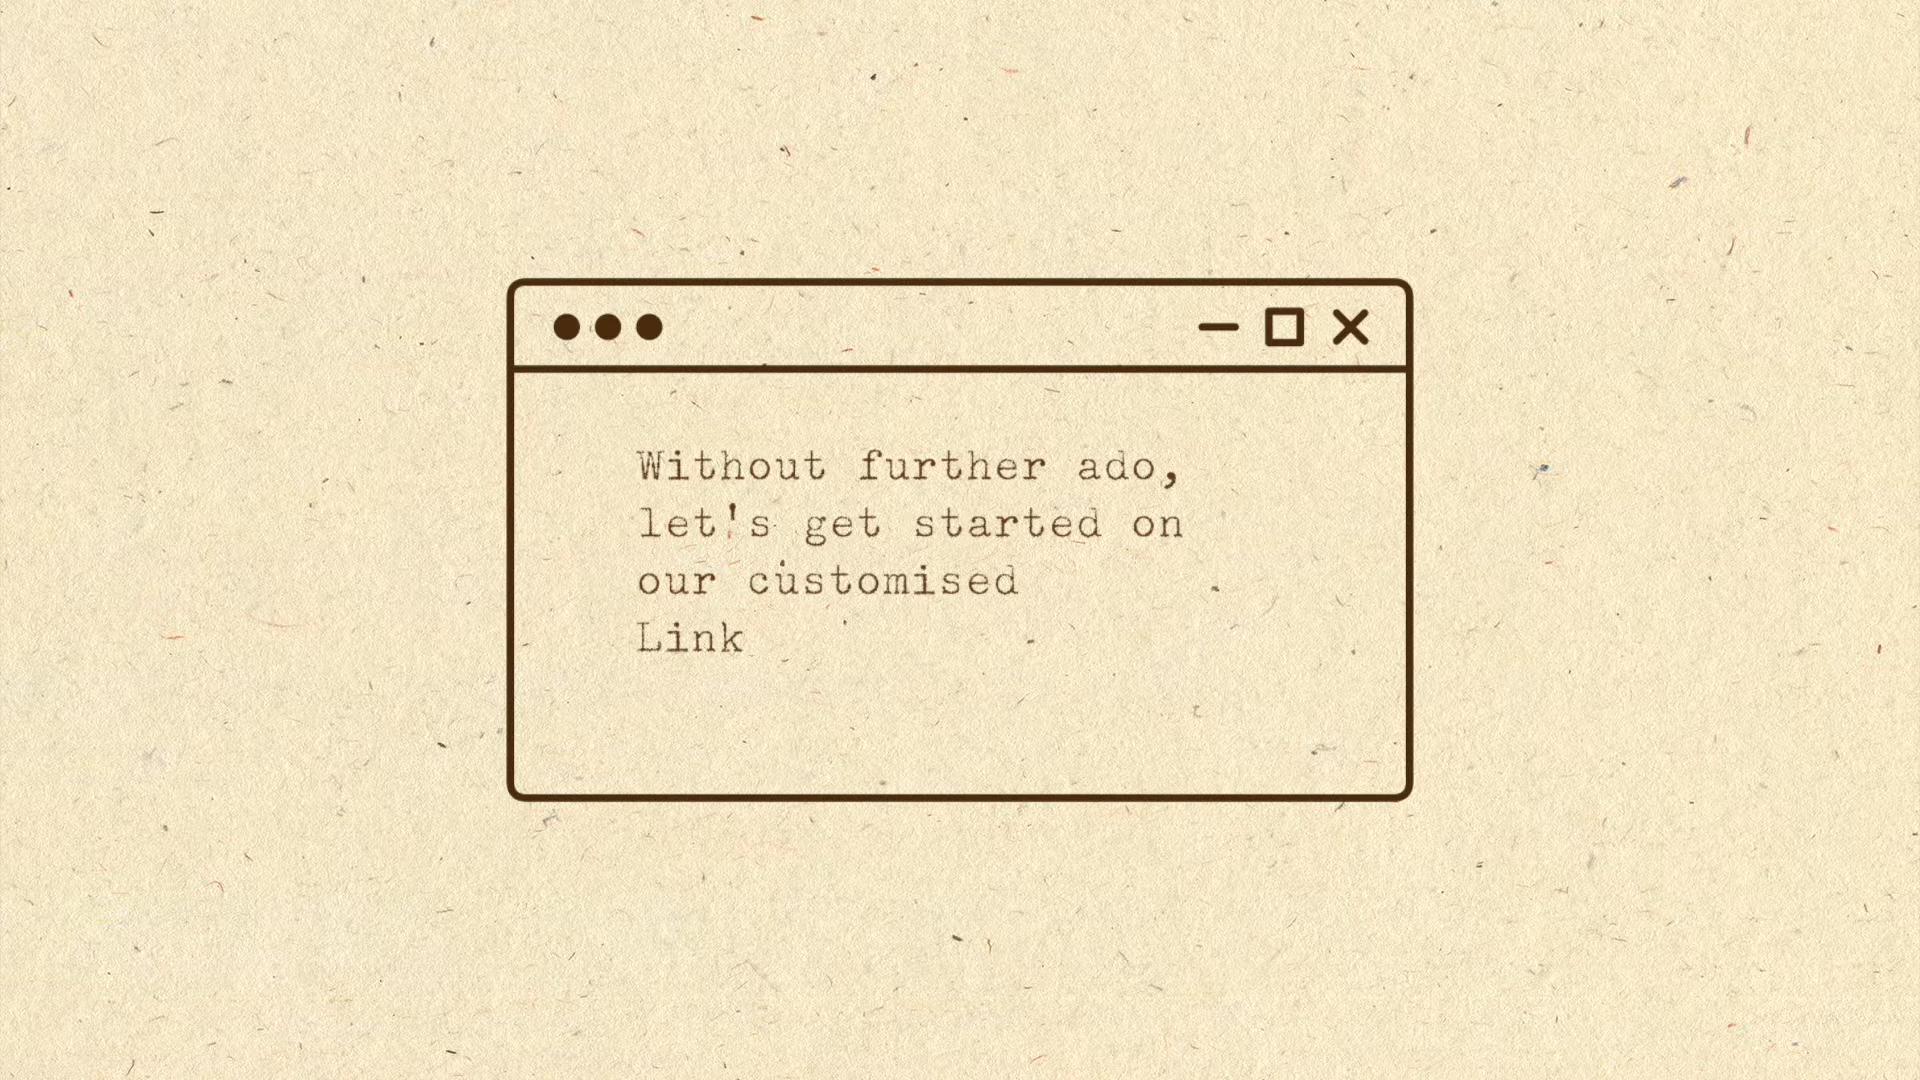 Without further ado,
let's get started on
our customised
Link